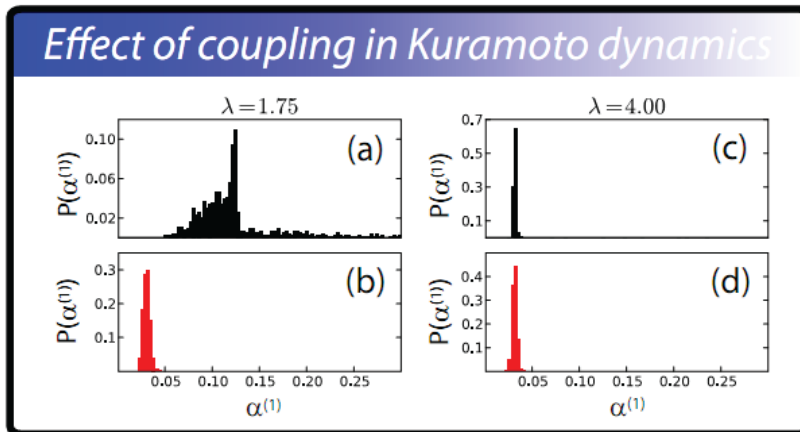 Effect of coupling in Kuramoto dynamics
λ=1.75
λ=4.00
(a)
P(α⁽¹⁾)
0.10
0.06
0.02
(c)
P(α⁽¹⁾)
0.7
0.5
0.3
0.1
(b)
P(α⁽¹⁾)
0.3
0.2
0.1
0.05 0.10 0.15 0.20 0.25
α⁽¹⁾
(d)
P(α⁽¹⁾)
0.4
0.3
0.2
0.1
0.05 0.10 0.15 0.20 0.25
α⁽¹⁾